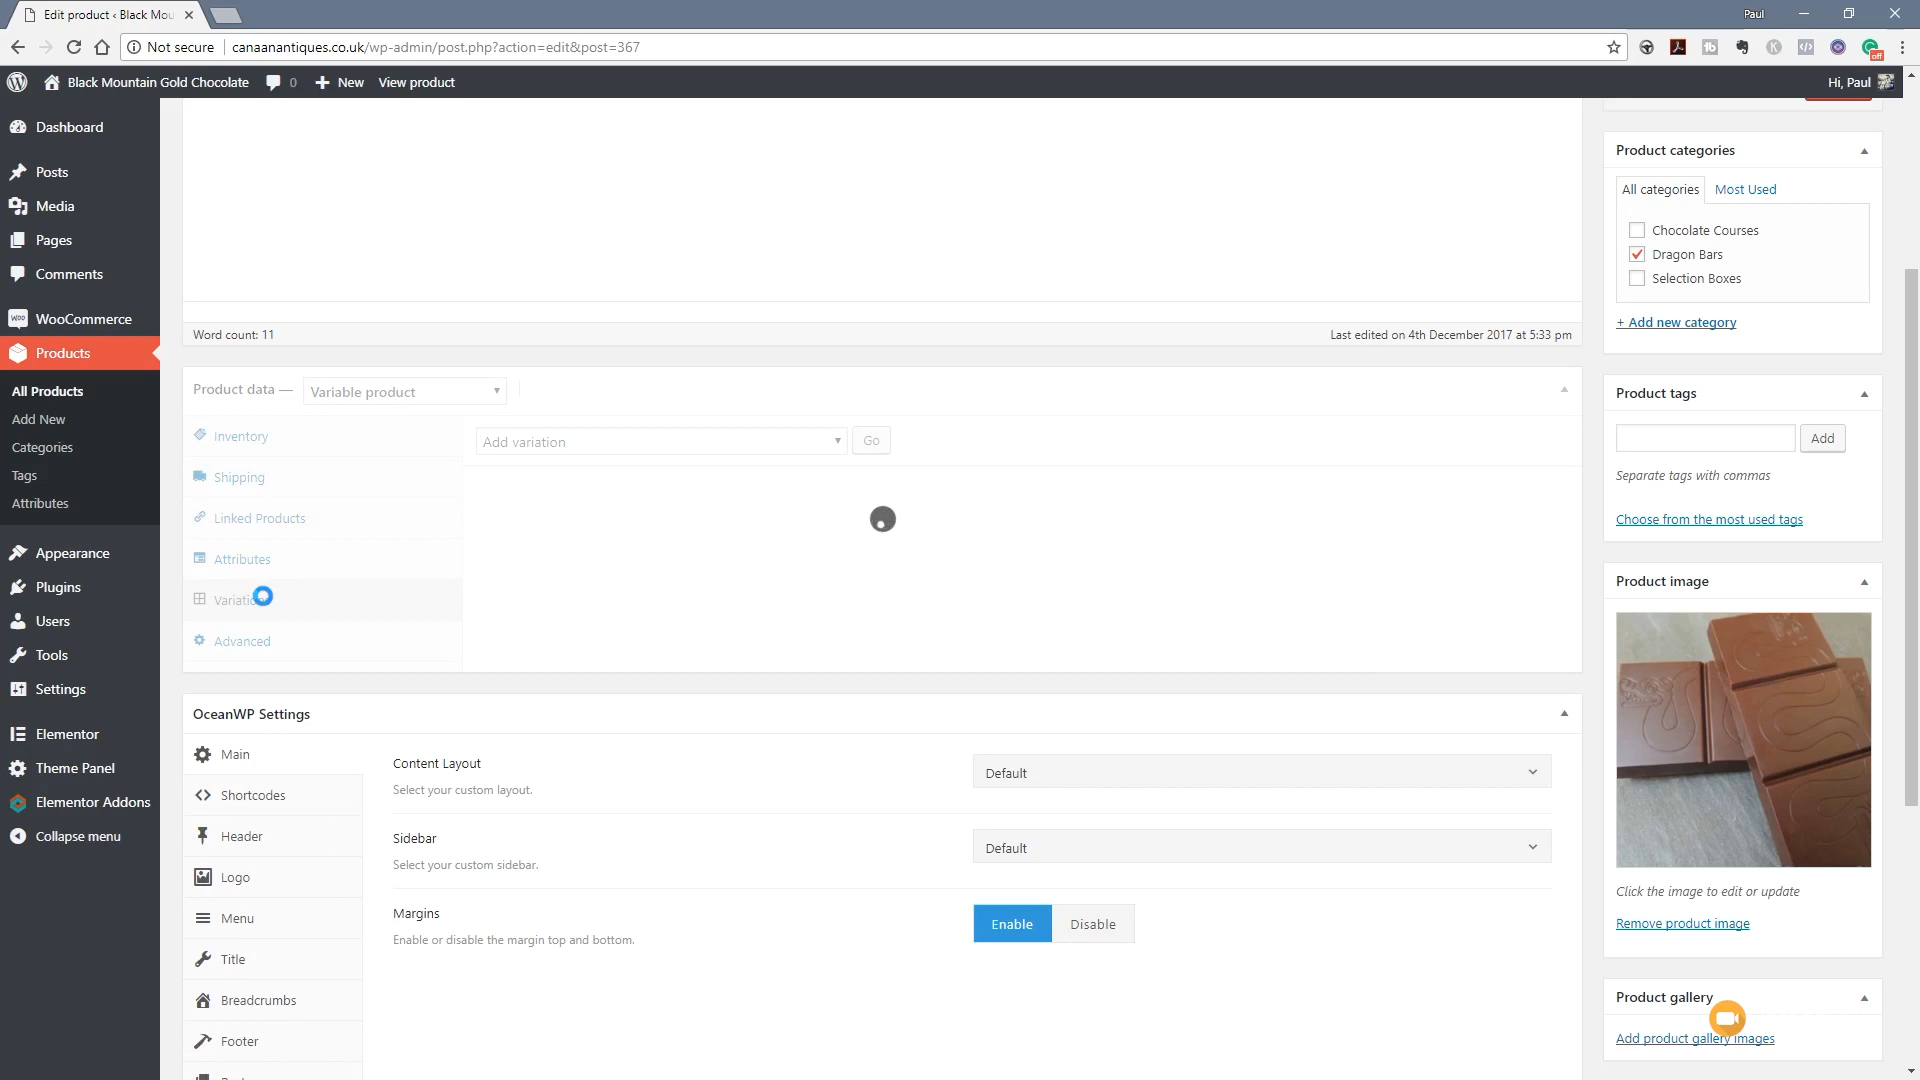 Edit product ‹ Black Mou
Paul
Not secure
canaanantiques.co.uk/wp-admin/post.php?action=edit&post=367
off
Black Mountain Gold Chocolate
0
New
View product
Hi, Paul
Dashboard
Posts
Media
Pages
Comments
WooCommerce
Products
All Products
Add New
Categories
Tags
Attributes
Appearance
Plugins
Users
Tools
Settings
Elementor
Theme Panel
Elementor Addons
Collapse menu
Word count: 11
Last edited on 4th December 2017 at 5:33 pm
Product data —
Variable product
Inventory
Shipping
Linked Products
Attributes
Advanced
Add variation
Go
OceanWP Settings
Main
Shortcodes
Header
Logo
Menu
Title
Breadcrumbs
Footer
Content Layout
Select your custom layout.
Default
Sidebar
Select your custom sidebar.
Default
Margins
Enable or disable the margin top and bottom.
Enable
Disable
Product categories
All categories
Most Used
Chocolate Courses
Dragon Bars
Selection Boxes
+ Add new category
Product tags
Add
Separate tags with commas
Choose from the most used tags
Product image
Click the image to edit or update
Remove product image
Product gallery
Add product gallery images